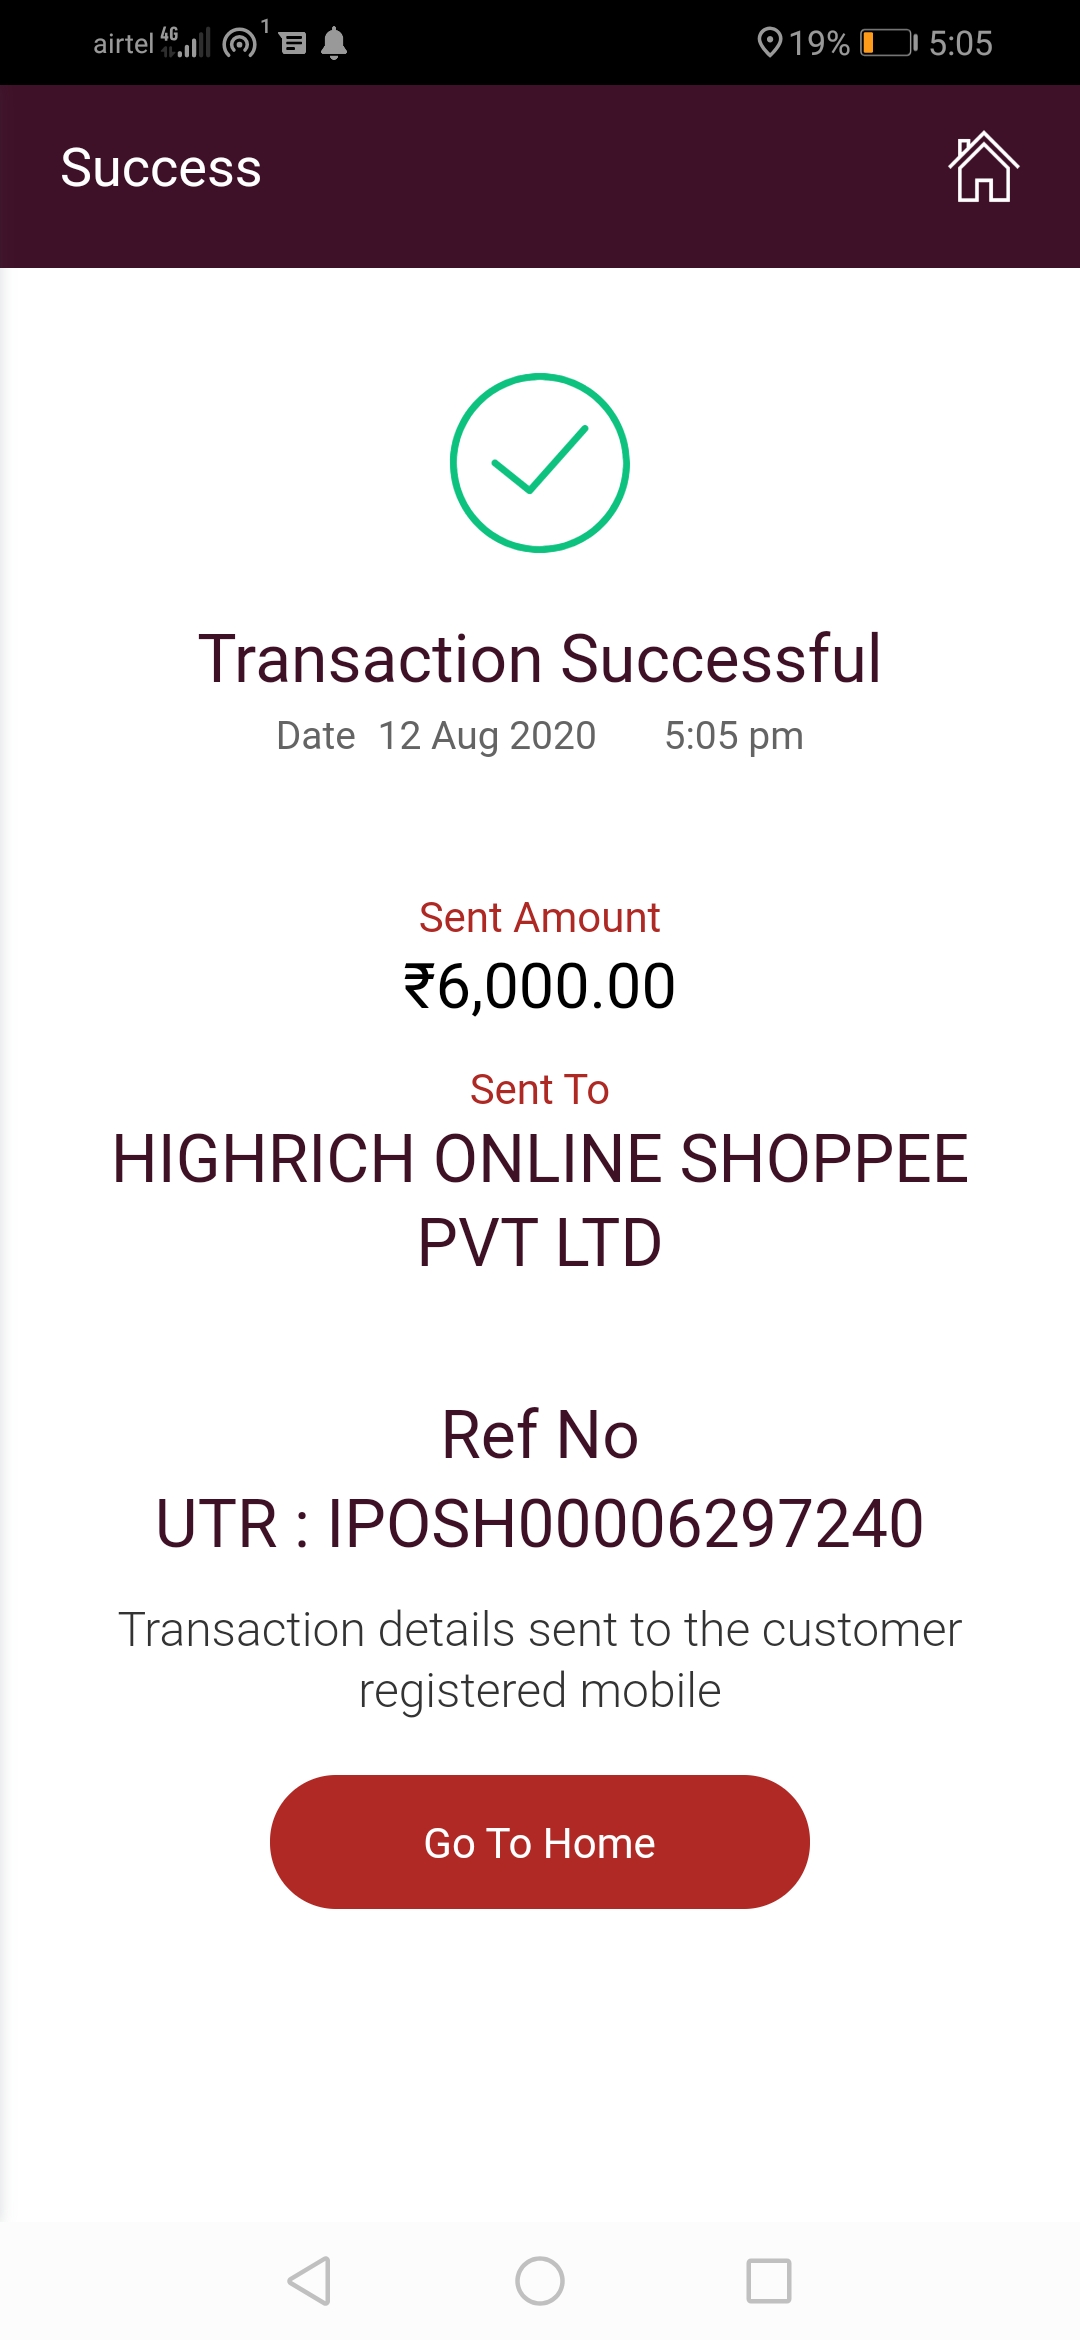 airtel 4G 1 19% 5:05
Success
Transaction Successful
Date 12 Aug 2020 5:05 pm
Sent Amount
₹6,000.00
Sent To
HIGHRICH ONLINE SHOPPEE
PVT LTD
Ref No
UTR : IPOSH00006297240
Transaction details sent to the customer
registered mobile
Go To Home